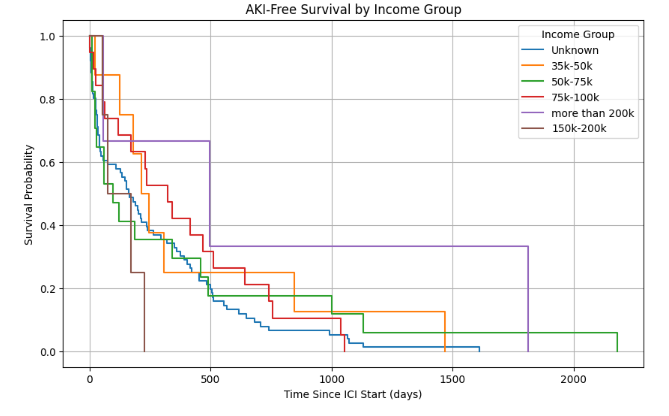 AKI-Free Survival by Income Group
Income Group
Unknown
35k-50k
50k-75k
75k-100k
more than 200k
150k-200k
Survival Probability
1.0
0.8
0.6
0.4
0.2
0.0
0
500
1000
1500
2000
Time Since ICI Start (days)